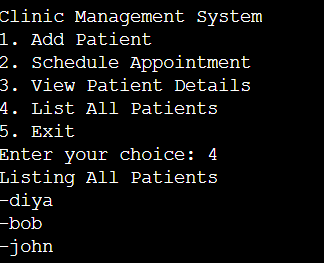 Clinic Management System
1. Add Patient
2. Schedule Appointment
3. View Patient Details
4. List All Patients
5. Exit
Enter your choice: 4
Listing All Patients
-diya
-bob
-john